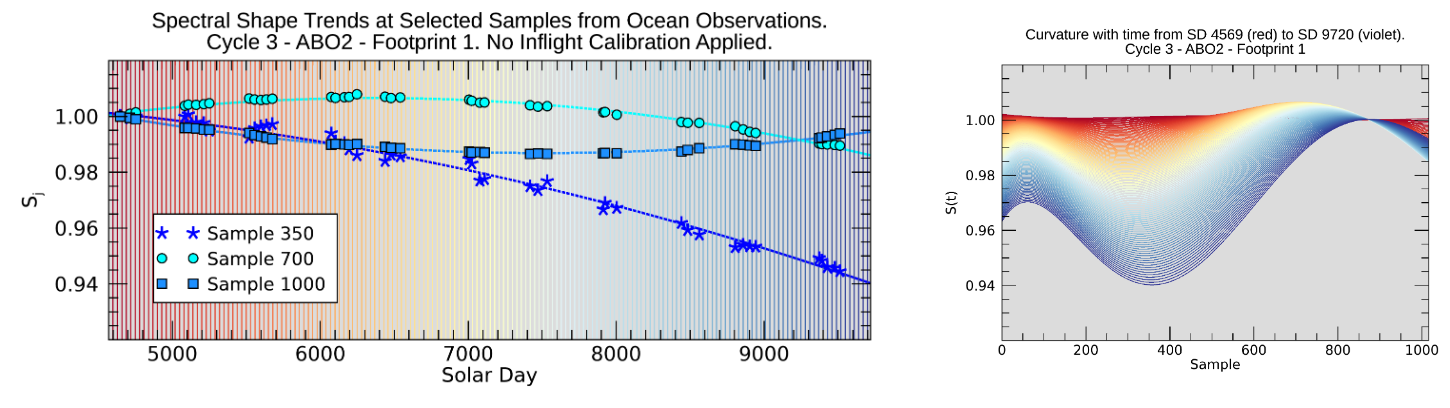 Spectral Shape Trends at Selected Samples from Ocean Observations.
Cycle 3 - ABO2 - Footprint 1. No Inflight Calibration Applied.
1.00
0.98
0.96
0.94
Sj
Sample 350
Sample 700
Sample 1000
5000 6000 7000 8000 9000
Solar Day
Curvature with time from SD 4569 (red) to SD 9720 (violet).
Cycle 3 - ABO2 - Footprint 1
1.00
0.98
0.96
0.94
S(t)
0 200 400 600 800 1000
Sample